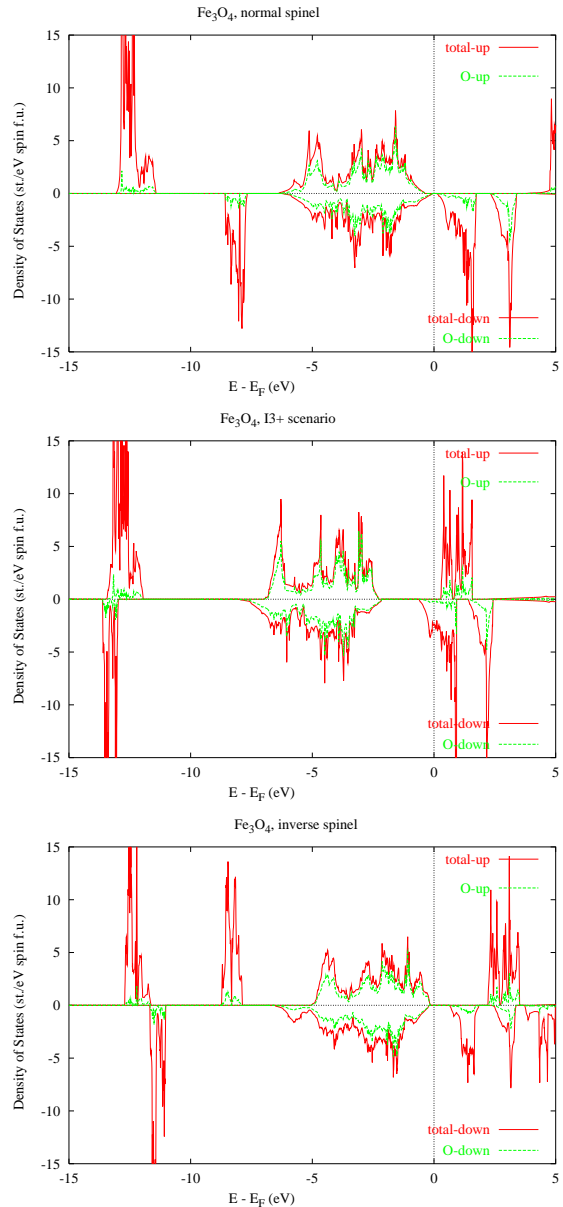 Fe₃O₄, normal spinel
15
10
5
0
-5
-10
-15
-15
-10
-5
0
5
Density of States (st./eV spin f.u.)
E - E_F (eV)
total-up
O-up
total-down
O-down
Fe₃O₄, I3+ scenario
15
10
5
0
-5
-10
-15
-15
-10
-5
0
5
Density of States (st./eV spin f.u.)
E - E_F (eV)
total-up
O-up
total-down
O-down
Fe₃O₄, inverse spinel
15
10
5
0
-5
-10
-15
-15
-10
-5
0
5
Density of States (st./eV spin f.u.)
E - E_F (eV)
total-up
O-up
total-down
O-down